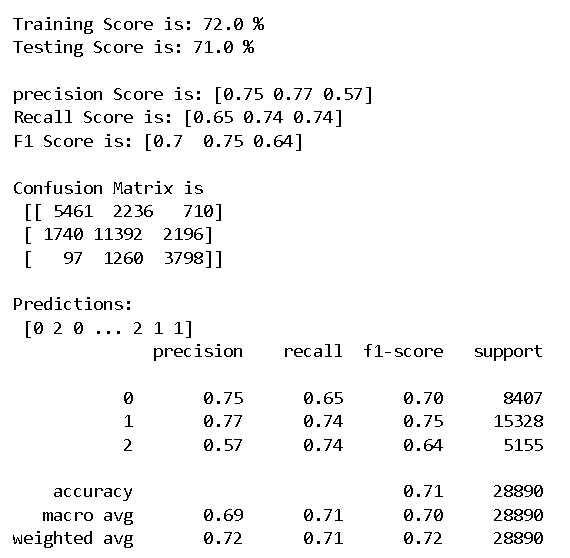 Training Score is: 72.0 %
Testing Score is: 71.0 %
precision Score is: [0.75 0.77 0.57]
Recall Score is: [0.65 0.74 0.74]
F1 Score is: [0.7  0.75 0.64]
Confusion Matrix is
[[ 5461  2236   710]
[ 1740 11392  2196]
[   97  1260  3798]]
Predictions:
[0 2 0 ... 2 1 1]
precision    recall  f1-score   support
0       0.75      0.65      0.70      8407
1       0.77      0.74      0.75     15328
2       0.57      0.74      0.64      5155
accuracy                           0.71     28890
macro avg       0.69      0.71      0.70     28890
weighted avg       0.72      0.71      0.72     28890